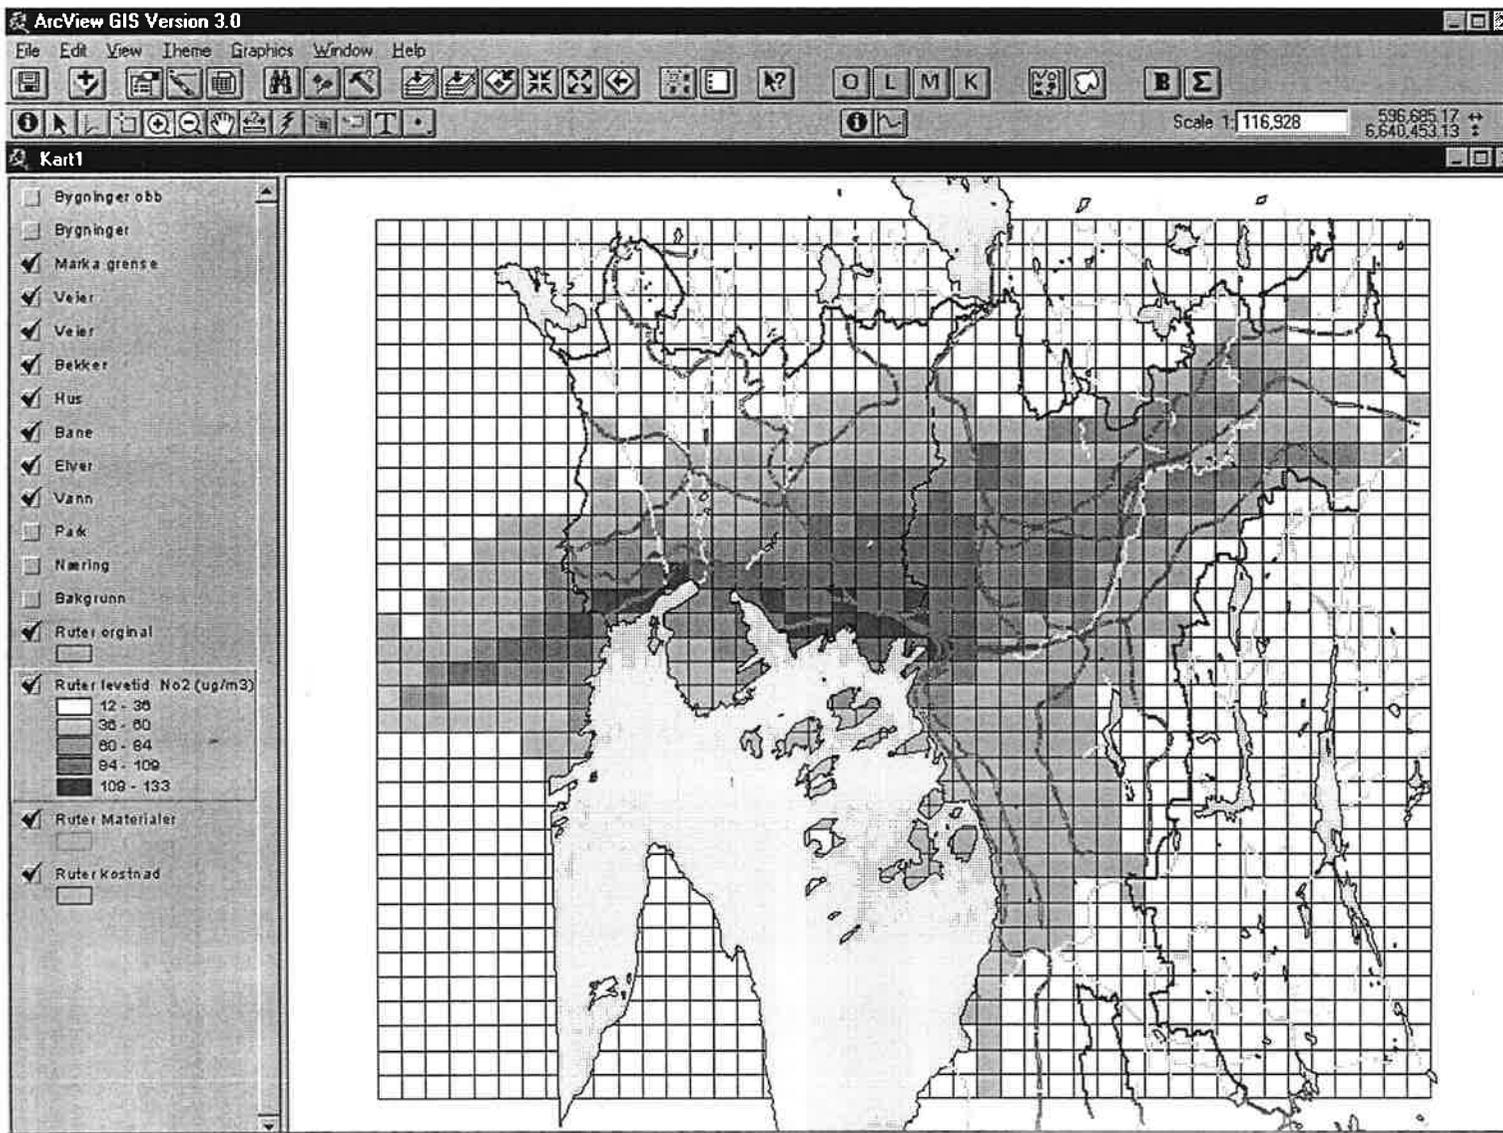 ArcView GIS Version 3.0
File Edit View Theme Graphics Window Help
O L M K B Σ
T
Scale 1: 116,928
596,685.17
6,640,453.13
Kart1
Bygninger obb
Bygninger
Marka grense
Veier
Veier
Bekker
Hus
Bane
Elver
Vann
Park
Næring
Bakgrunn
Ruter orginal
Ruter levetid No2 (ug/m3)
12 - 36
36 - 60
60 - 84
84 - 109
109 - 133
Ruter Materialer
Ruter kostnad